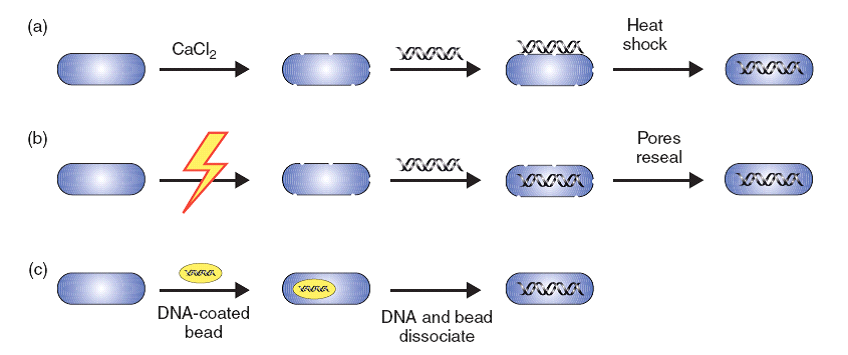 (a)
CaCl₂
Heat
shock
(b)
Pores
reseal
(c)
DNA-coated
bead
DNA and bead
dissociate